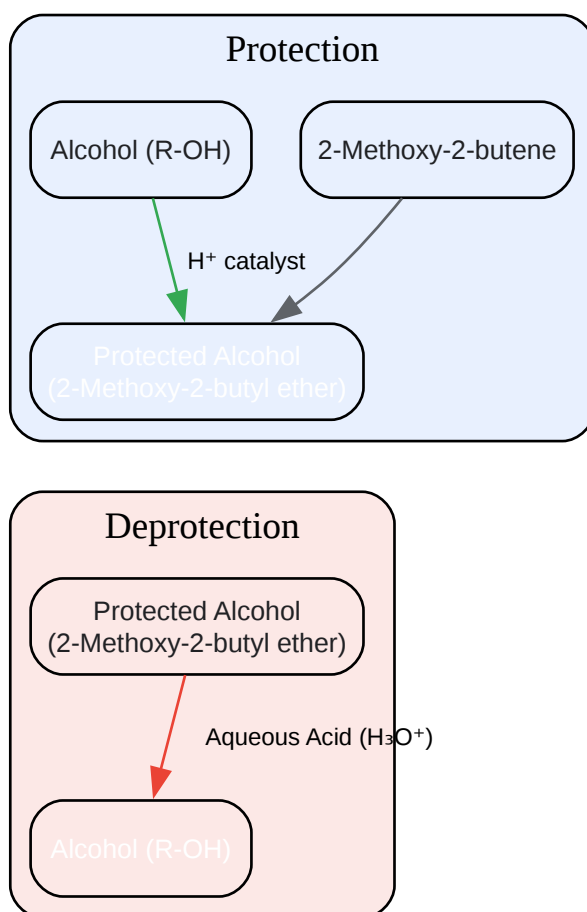 Protection
Alcohol (R-OH)
2-Methoxy-2-butene
H⁺ catalyst
Protected Alcohol
(2-Methoxy-2-butyl ether)
Deprotection
Protected Alcohol
(2-Methoxy-2-butyl ether)
Aqueous Acid (H₃O⁺)
Alcohol (R-OH)